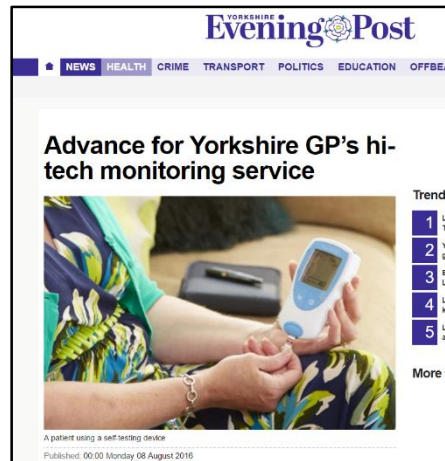 YORKSHIRE
Evening Post
NEWS HEALTH CRIME TRANSPORT POLITICS EDUCATION OFFBEA
Advance for Yorkshire GP's hi-
tech monitoring service
Trend
1
2
3
4
5
More
A patient using a self-testing device
Published: 00:00 Monday 08 August 2016